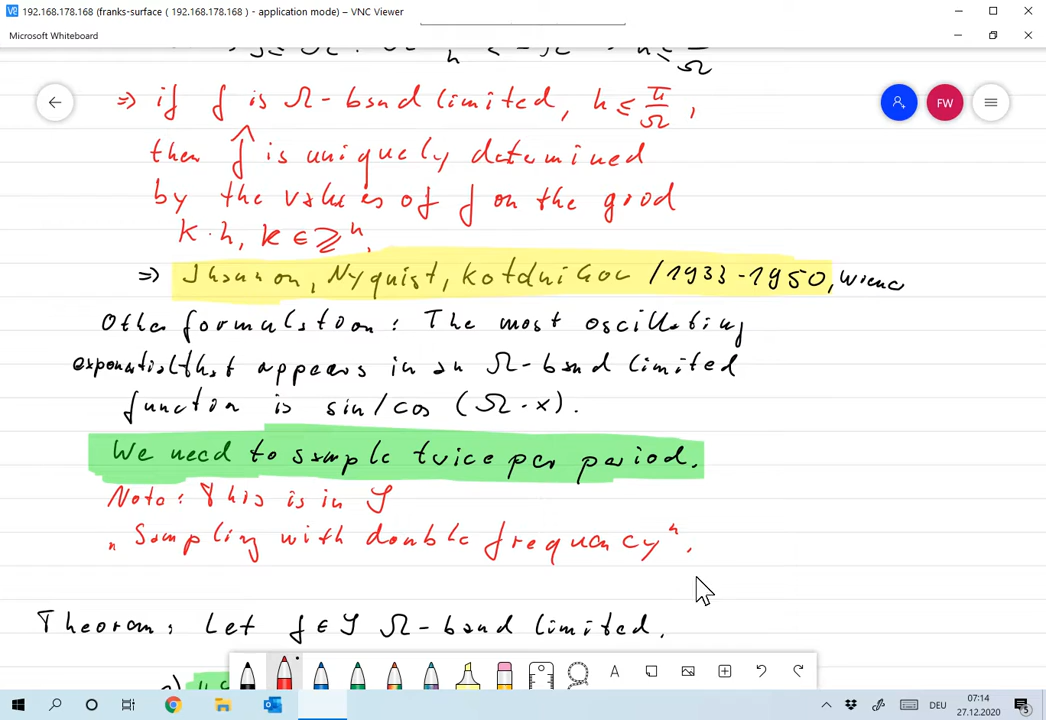 192.168.178.168 (franks-surface ( 192.168.178.168 ) - application mode) – VNC Viewer
Microsoft Whiteboard
⇒ if f is Ω-band limited, h ≤ π/Ω,
FW
then f̂ is uniquely determined
by the values of f on the good
k·h, k ∈ ℤⁿ.
⇒ Shannon, Nyquist, Kotelnikov /1933-1950,
Other formulation: The most oscillating
exponential that appears in an Ω-band limited
function is sin/cos (Ω·x).
We need to sample twice per period.
Note: This is in S
"Sampling with double frequency".
Theorem: Let f ∈ S Ω-band limited.
A
DEU
07:14
27.12.2020
5